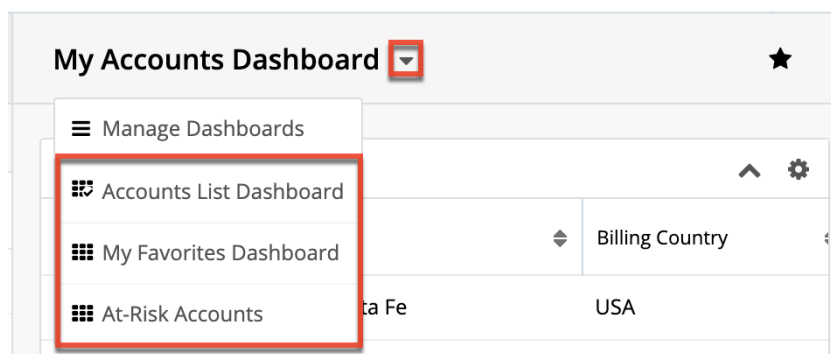 My Accounts Dashboard
Manage Dashboards
Accounts List Dashboard
My Favorites Dashboard
Billing Country
At-Risk Accounts
ta Fe
USA